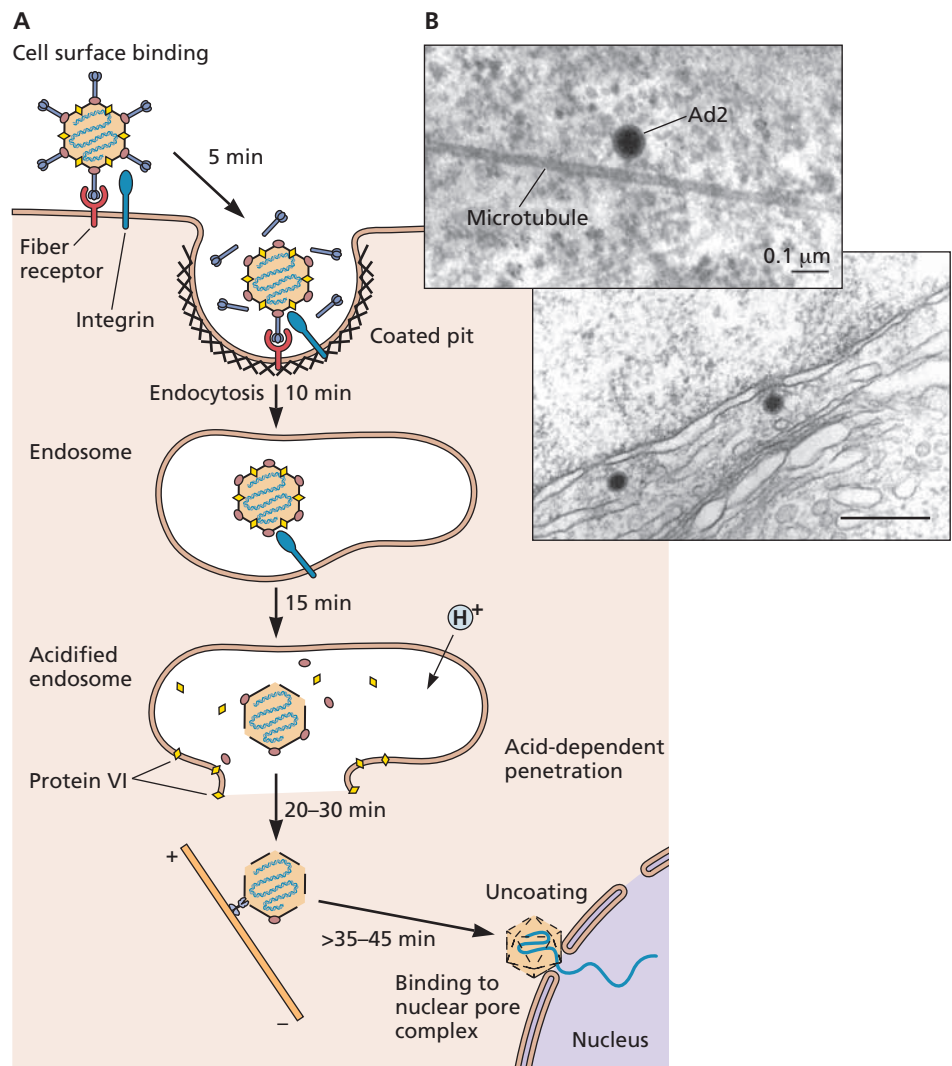 A
Cell surface binding
5 min
Fiber
receptor
Integrin
Coated pit
Endocytosis
10 min
Endosome
15 min
H+
Acidified
endosome
Protein VI
Acid-dependent
penetration
20–30 min
+
–
>35–45 min
Uncoating
Binding to
nuclear pore
complex
Nucleus
B
Ad2
Microtubule
0.1 μm